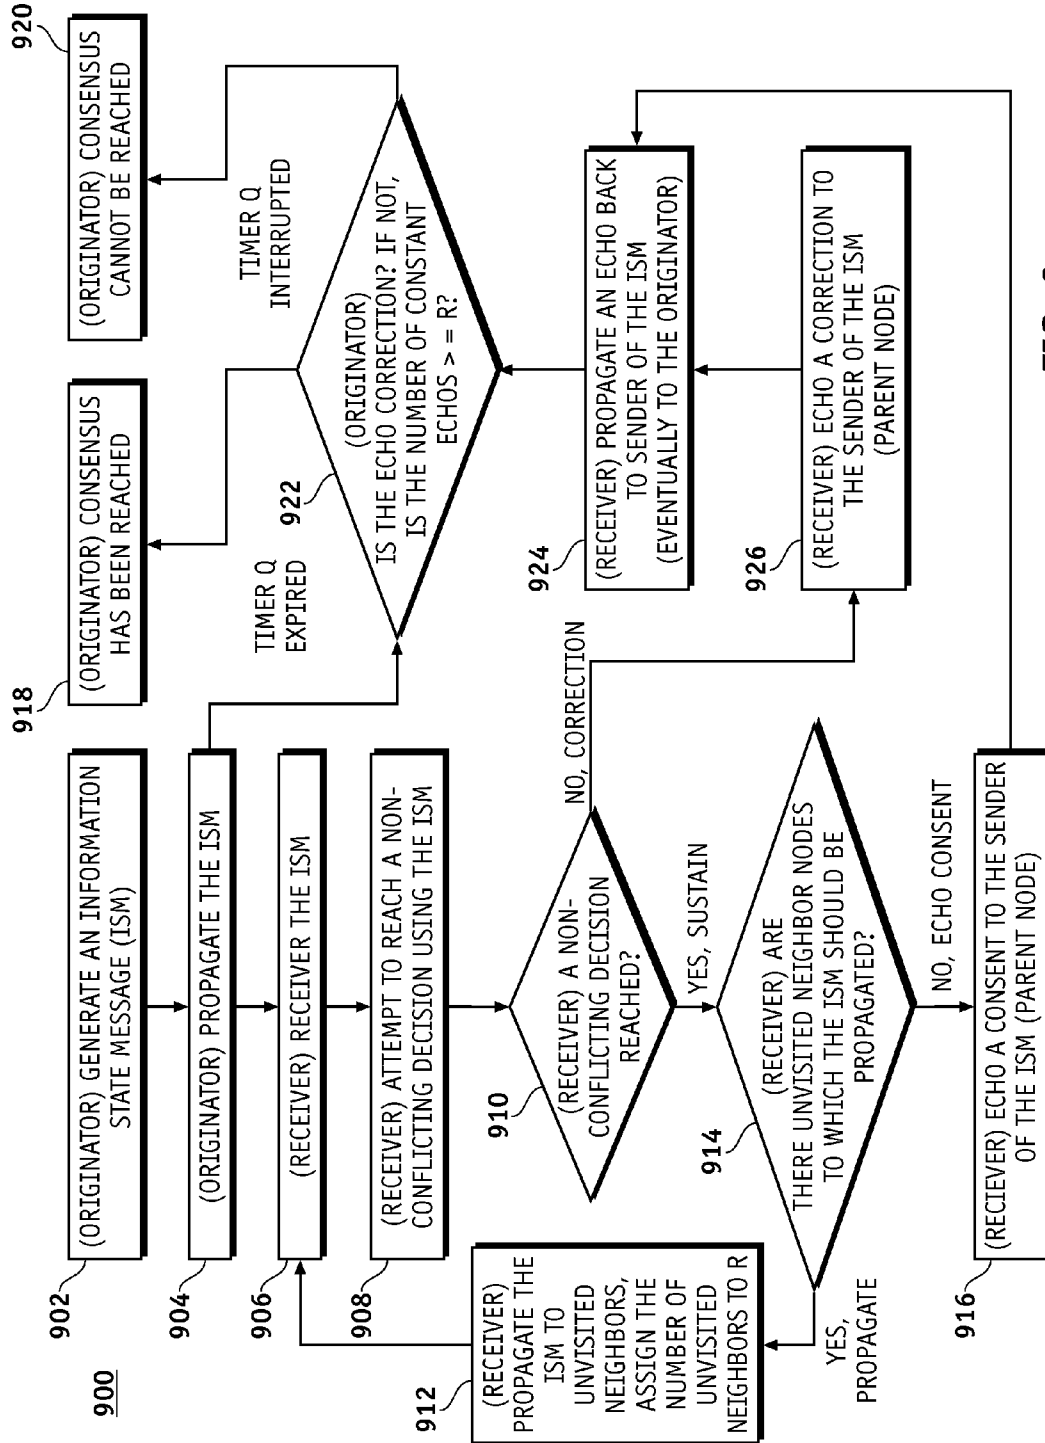 900
902
(ORIGINATOR) GENERATE AN INFORMATION
STATE MESSAGE (ISM)
904
(ORIGINATOR) PROPAGATE THE ISM
906
(RECEIVER) RECEIVER THE ISM
908
(RECEIVER) ATTEMPT TO REACH A NON-
CONFLICTING DECISION USING THE ISM
910
(RECEIVER) A NON-
CONFLICTING DECISION
REACHED?
NO, CORRECTION
YES, SUSTAIN
912
(RECEIVER)
PROPAGATE THE
ISM TO
UNVISITED
NEIGHBORS,
ASSIGN THE
NUMBER OF
UNVISITED
NEIGHBORS TO R
914
(RECEIVER) ARE
THERE UNVISITED NEIGHBOR NODES
TO WHICH THE ISM SHOULD BE
PROPAGATED?
YES,
PROPAGATE
NO, ECHO CONSENT
916
(RECIEVER) ECHO A CONSENT TO THE SENDER
OF THE ISM (PARENT NODE)
918
(ORIGINATOR) CONSENSUS
HAS BEEN REACHED
920
(ORIGINATOR) CONSENSUS
CANNOT BE REACHED
TIMER Q
EXPIRED
TIMER Q
INTERRUPTED
922
(ORIGINATOR)
IS THE ECHO CORRECTION? IF NOT,
IS THE NUMBER OF CONSTANT
ECHOS > = R?
924
(RECEIVER) PROPAGATE AN ECHO BACK
TO SENDER OF THE ISM
(EVENTUALLY TO THE ORIGINATOR)
926
(RECEIVER) ECHO A CORRECTION TO
THE SENDER OF THE ISM
(PARENT NODE)